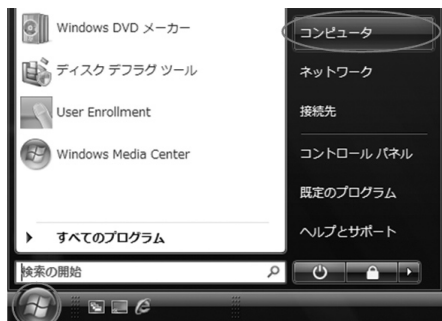 Windows DVD メーカー
ディスク デフラグ ツール
User Enrollment
Windows Media Center
すべてのプログラム
検索の開始
コンピュータ
ネットワーク
接続先
コントロール パネル
既定のプログラム
ヘルプとサポート